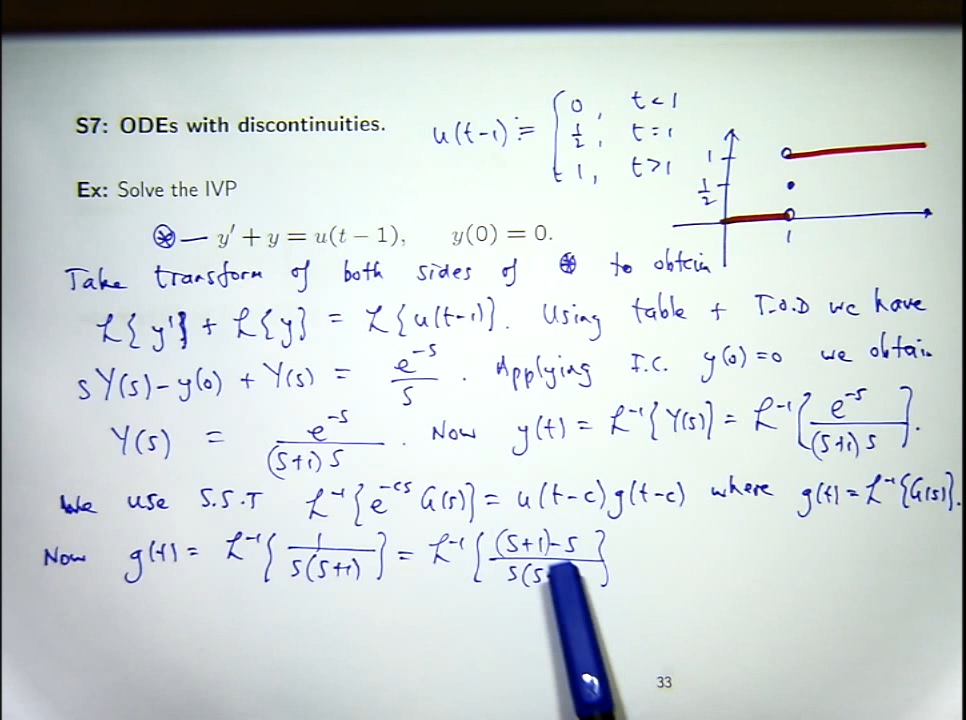 S7: ODEs with discontinuities.
u(t-1) := { 0, t<1
1/2, t=1
1, t>1
1
1/2
1
Ex: Solve the IVP
⊛ — y′ + y = u(t − 1), y(0) = 0.
Take transform of both sides of ⊛ to obtain
ℒ{y'} + ℒ{y} = ℒ{u(t-1)}. Using table + T.O.D we have
sY(s) - y(0) + Y(s) = e^{-s}/s. Applying I.C. y(0)=0 we obtain
Y(s) = e^{-s}/((s+1)s). Now y(t) = ℒ^{-1}{Y(s)} = ℒ^{-1}{e^{-s}/((s+1)s)}.
We use S.S.T ℒ^{-1}{e^{-cs} G(s)} = u(t-c)g(t-c) where g(t) = ℒ^{-1}{G(s)}.
Now g(t) = ℒ^{-1}{1/(s(s+1))} = ℒ^{-1}{((s+1)-s)/(s(s
33